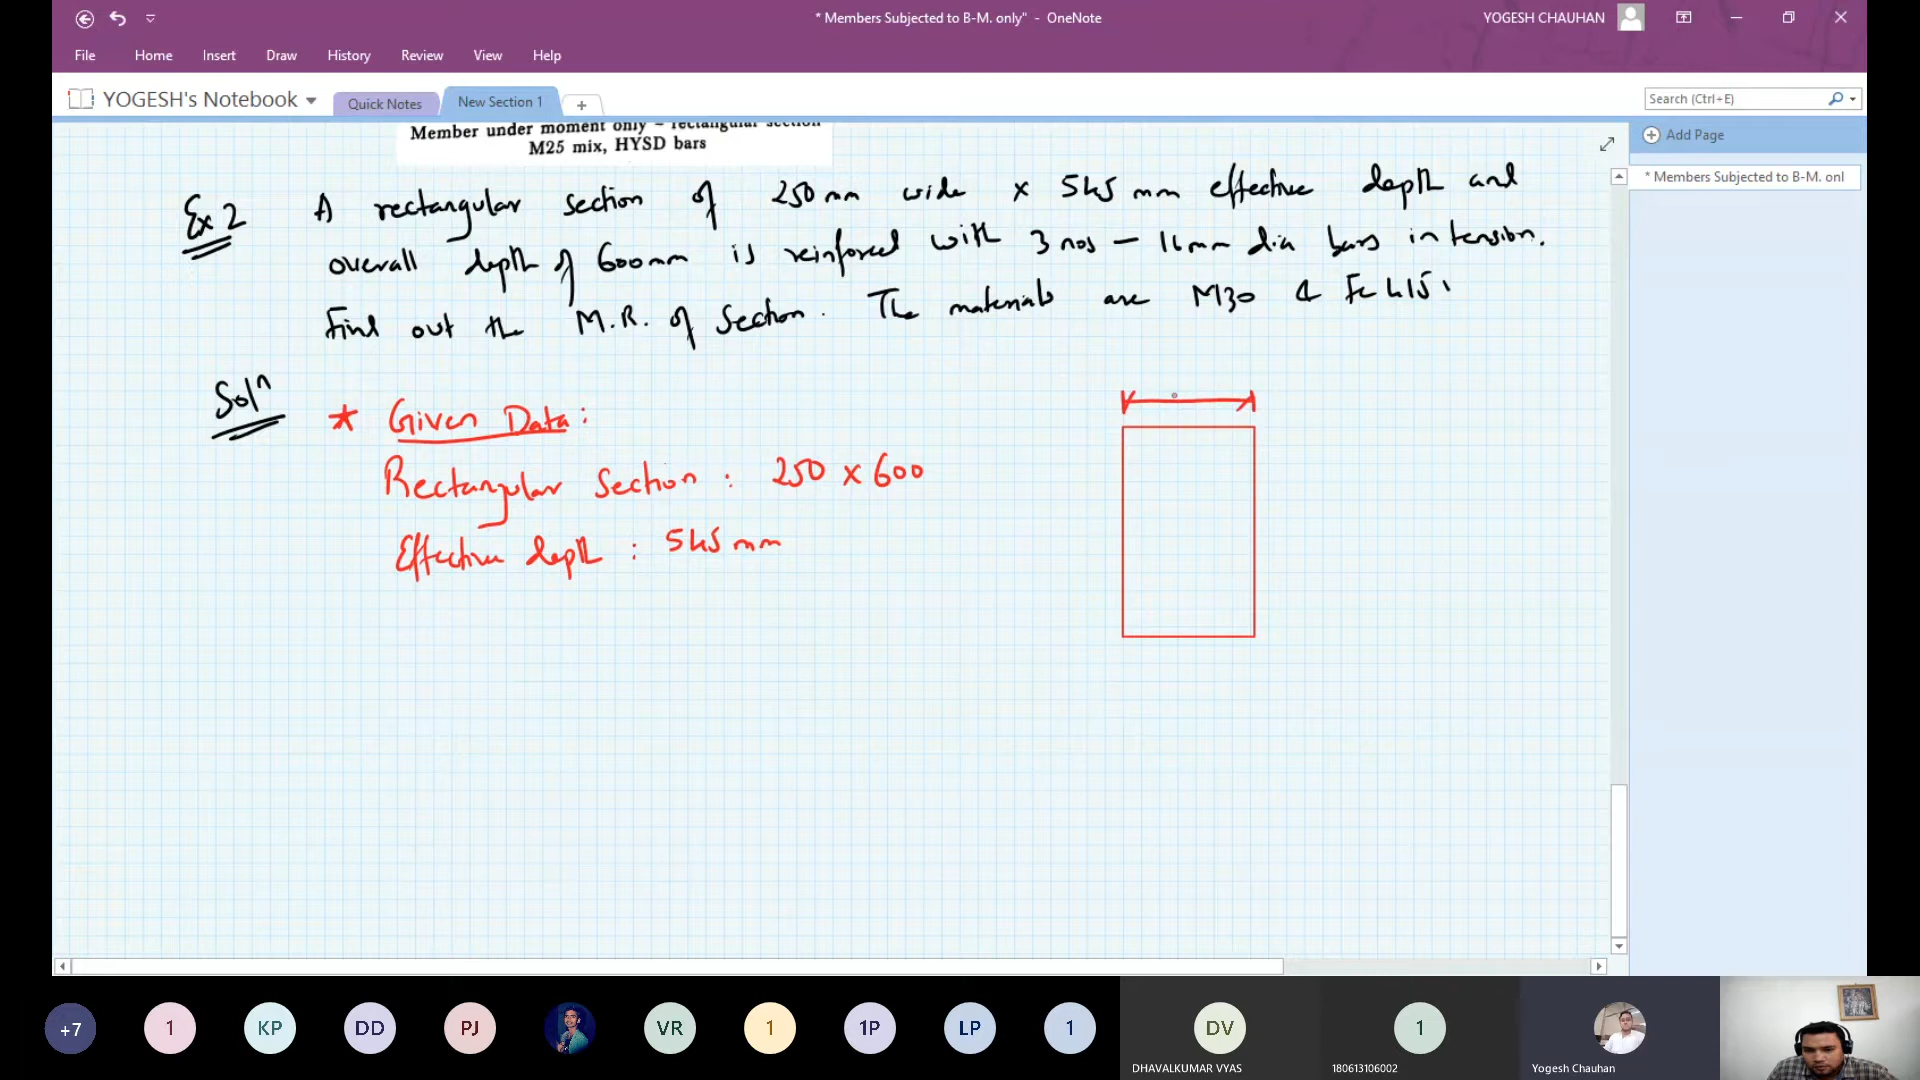 * Members Subjected to B-M. only" - OneNote
YOGESH CHAUHAN
File Home Insert Draw History Review View Help
YOGESH's Notebook
Quick Notes
New Section 1
Search (Ctrl+E)
Add Page
* Members Subjected to B-M. onl
Member under moment only - rectangular section
M25 mix, HYSD bars
Ex 2 A rectangular section of 250mm wide x 545 mm effective depth and
overall depth of 600mm is reinforced with 3 nos - 16mm dia bars in tension.
Find out the M.R. of Section. The materials are M30 & Fe 415.
Solⁿ
* Given Data:
Rectangular Section : 250 x 600
Effective depth : 545 mm
+7 1 KP DD PJ VR 1 1P LP 1 DV 1
DHAVALKUMAR VYAS
180613106002
Yogesh Chauhan